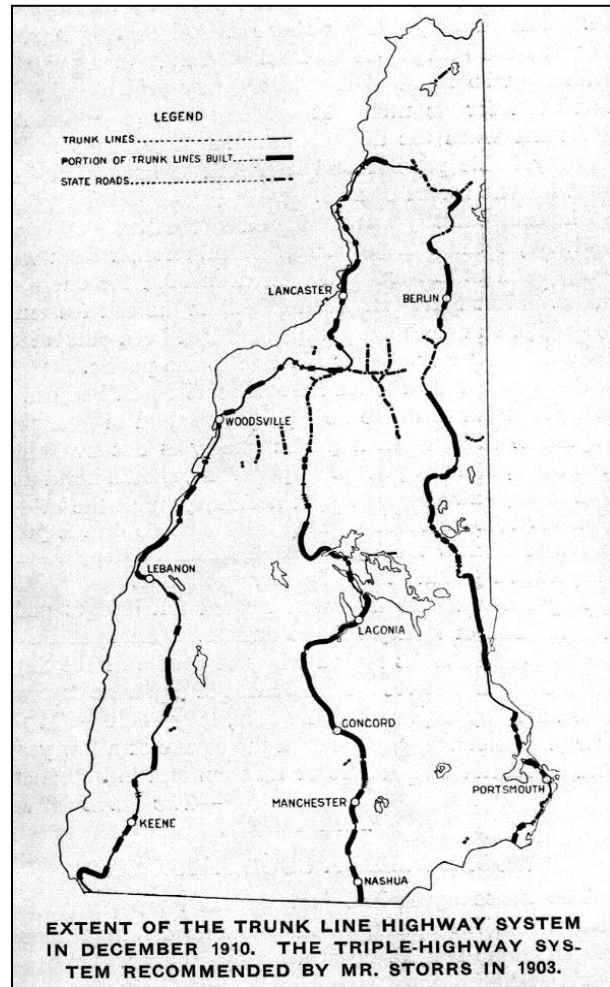 LEGEND
TRUNK LINES
PORTION OF TRUNK LINES BUILT
STATE ROADS
LANCASTER
BERLIN
WOODSVILLE
LEBANON
LACONIA
CONCORD
PORTSMOUTH
MANCHESTER
KEENE
NASHUA
EXTENT OF THE TRUNK LINE HIGHWAY SYSTEM
IN DECEMBER 1910. THE TRIPLE-HIGHWAY SYS-
TEM RECOMMENDED BY MR. STORRS IN 1903.